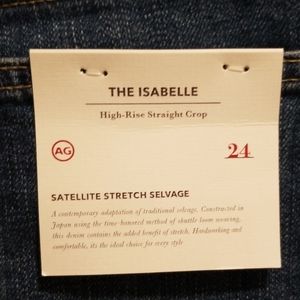 THE ISABELLE
High-Rise Straight Crop
AG
24
SATELLITE STRETCH SELVAGE
A contemporary adaptation of traditional selvage. Constructed in
Japan using the time-honored method of shuttle loom weaving,
this denim contains the added benefit of stretch. Hardworking and
comfortable, its the ideal choice for every style